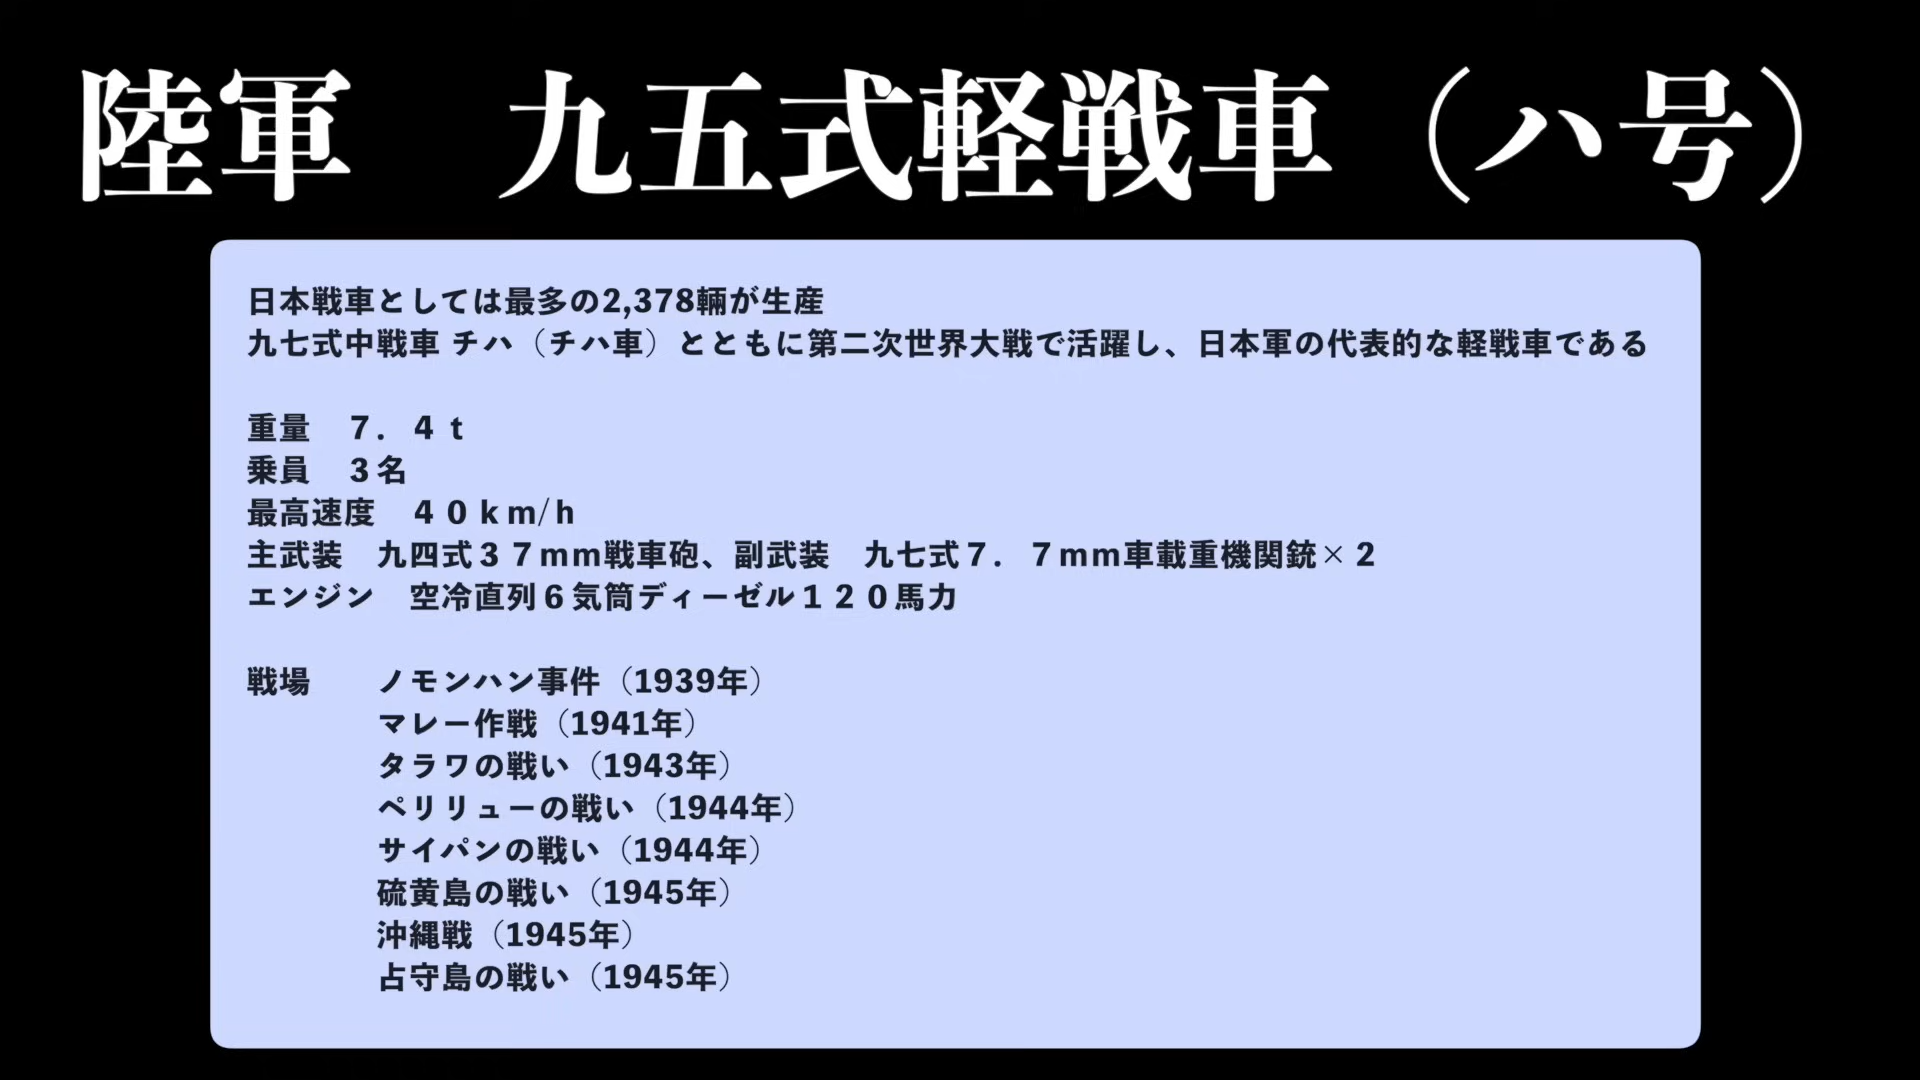 陸軍　九五式軽戦車（ハ号）
日本戦車としては最多の2,378輛が生産
九七式中戦車 チハ（チハ車）とともに第二次世界大戦で活躍し、日本軍の代表的な軽戦車である
重量　７．４ｔ
乗員　３名
最高速度　４０ｋｍ/ｈ
主武装　九四式３７ｍｍ戦車砲、副武装　九七式７．７ｍｍ車載重機関銃×２
エンジン　空冷直列６気筒ディーゼル１２０馬力
戦場　　ノモンハン事件（1939年）
マレー作戦（1941年）
タラワの戦い（1943年）
ペリリューの戦い（1944年）
サイパンの戦い（1944年）
硫黄島の戦い（1945年）
沖縄戦（1945年）
占守島の戦い（1945年）